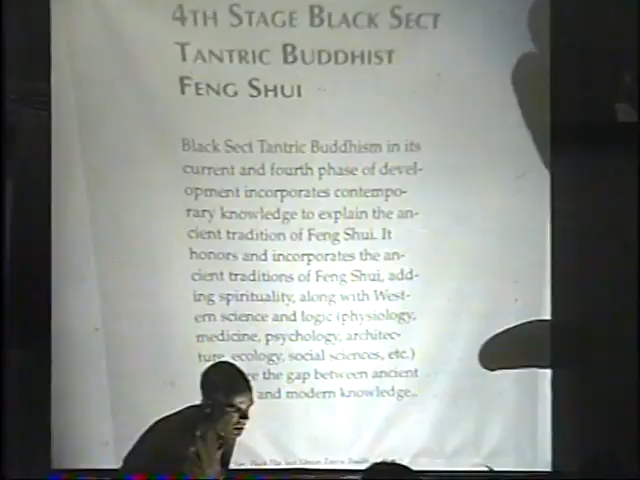 4TH STAGE BLACK SECT
TANTRIC BUDDHIST
FENG SHUI
Black Sect Tantric Buddhism in its
current and fourth phase of devel-
opment incorporates contempo-
rary knowledge to explain the an-
cient tradition of Feng Shui. It
honors and incorporates the an-
cient traditions of Feng Shui, add-
ing spirituality, along with West-
ern science and logic (physiology,
medicine, psychology, architec-
ture, ecology, social sciences, etc.)
the gap between ancient
and modern knowledge..